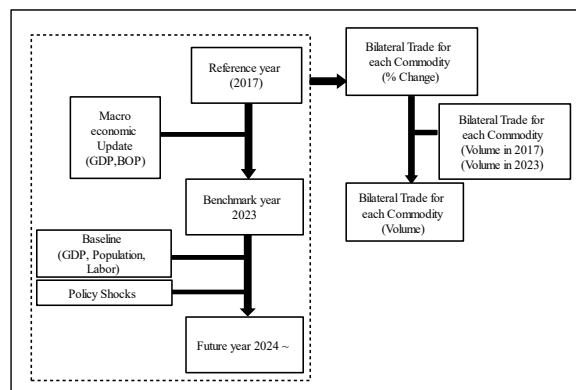 Reference year
(2017)
Macro
economic
Update
(GDP,BOP)
Benchmark year
2023
Baseline
(GDP, Population,
Labor)
Policy Shocks
Future year 2024 ~
Bilateral Trade for
each Commodity
(% Change)
Bilateral Trade for
each Commodity
(Volume in 2017)
(Volume in 2023)
Bilateral Trade for
each Commodity
(Volume)